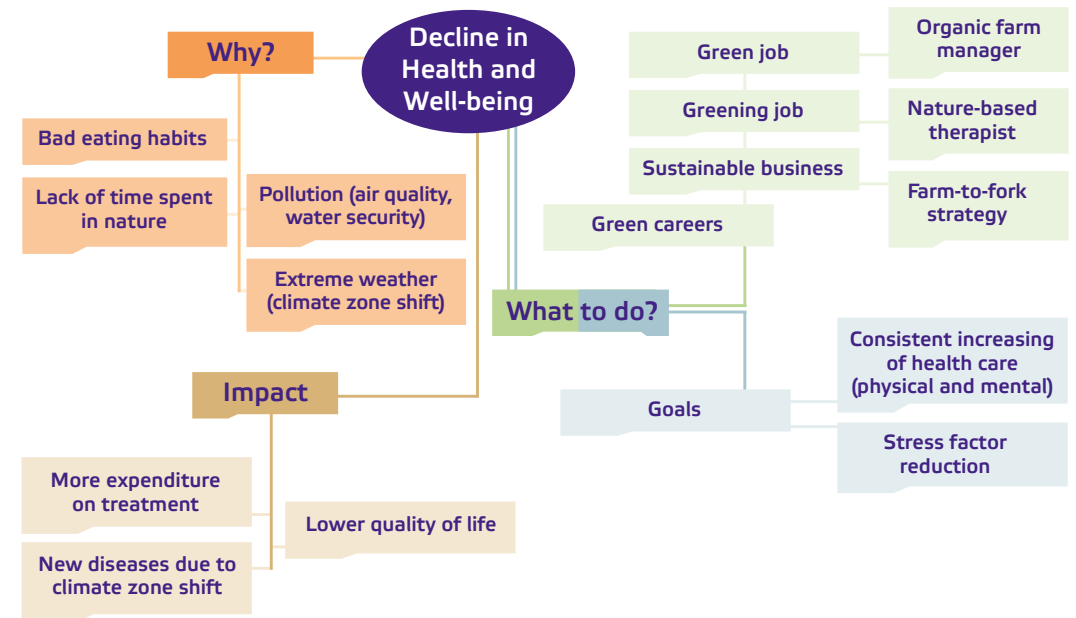 Decline in
Health and
Well-being
Why?
Bad eating habits
Lack of time spent
in nature
Pollution (air quality,
water security)
Extreme weather
(climate zone shift)
Impact
More expenditure
on treatment
Lower quality of life
New diseases due to
climate zone shift
What to do?
Green careers
Green job
Organic farm
manager
Greening job
Nature-based
therapist
Sustainable business
Farm-to-fork
strategy
Goals
Consistent increasing
of health care
(physical and mental)
Stress factor
reduction